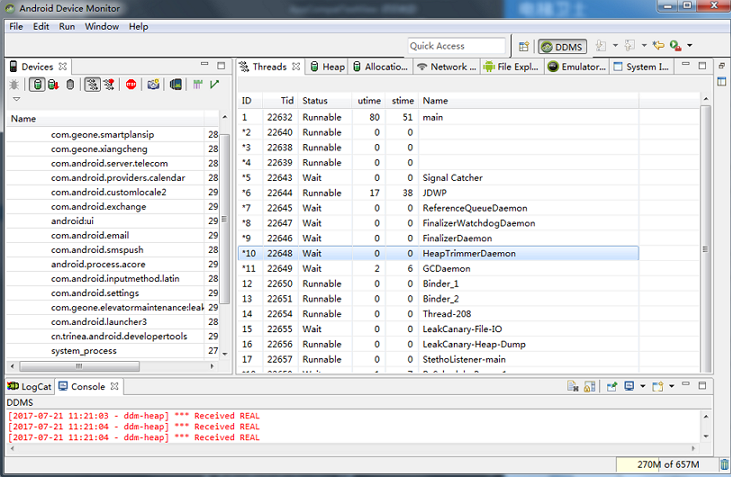 Android Device Monitor
File Edit Run Window Help
Quick Access
DDMS
Devices
Threads Heap Allocatio... Network ... File Expl... Emulator... System I...
Name
com.geone.smartplansip 28
com.geone.xiangcheng 28
com.android.server.telecom 28
com.android.providers.calendar 28
com.android.customlocale2 29
com.android.exchange 29
android:ui 29
com.android.email 29
com.android.smspush 29
android.process.acore 29
com.android.inputmethod.latin 28
com.android.settings 29
com.geone.elevatormaintenance:leak 29
com.android.launcher3 29
cn.trinea.android.developertools 29
system_process 27
ID Tid Status utime stime Name
1 22632 Runnable 80 51 main
*2 22640 Runnable 0 0
*3 22638 Runnable 0 0
*4 22639 Runnable 0 0
*5 22643 Wait 0 0 Signal Catcher
*6 22644 Runnable 17 38 JDWP
*7 22645 Wait 0 0 ReferenceQueueDaemon
*8 22647 Wait 0 0 FinalizerWatchdogDaemon
*9 22646 Wait 0 0 FinalizerDaemon
*10 22648 Wait 0 0 HeapTrimmerDaemon
*11 22649 Wait 2 6 GCDaemon
12 22650 Runnable 0 0 Binder_1
13 22651 Runnable 0 0 Binder_2
14 22654 Runnable 0 0 Thread-208
15 22655 Wait 0 0 LeakCanary-File-IO
16 22656 Runnable 0 0 LeakCanary-Heap-Dump
17 22657 Runnable 0 0 StethoListener-main
LogCat Console
DDMS
[2017-07-21 11:21:03 - ddm-heap] *** Received REAL
[2017-07-21 11:21:04 - ddm-heap] *** Received REAL
[2017-07-21 11:21:04 - ddm-heap] *** Received REAL
270M of 657M